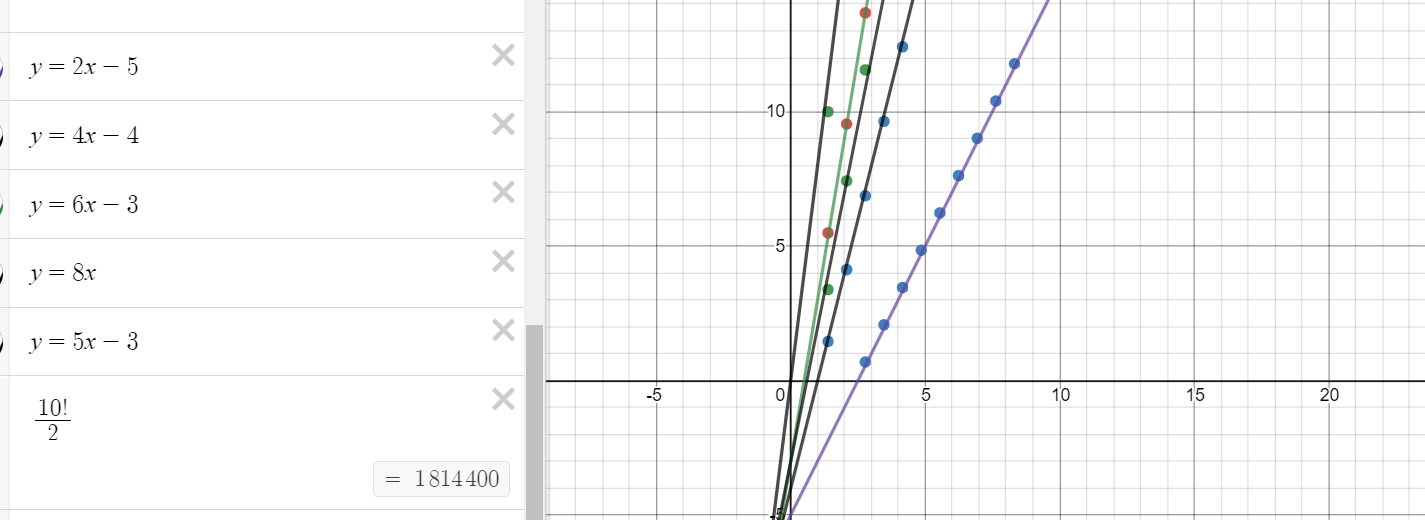 y = 2x − 5
y = 4x − 4
y = 6x − 3
y = 8x
y = 5x − 3
10!
2
= 1814400
10
5
-5
0
5
10
15
20
-5